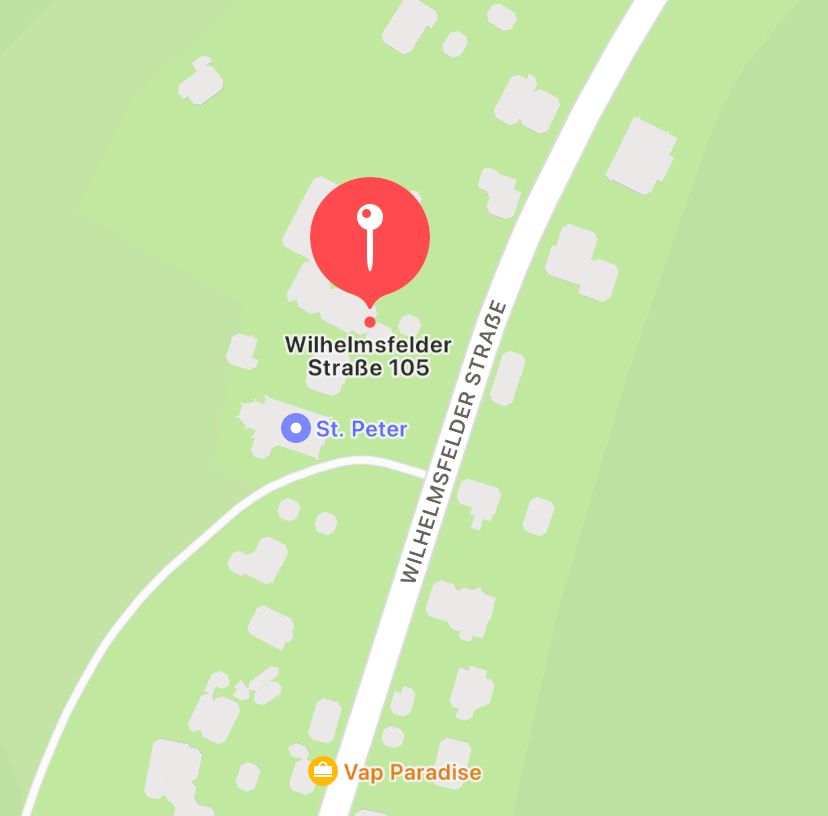 WILHELMSFELDER STRAẞE
Wilhelmsfelder
Straße 105
St. Peter
Vap Paradise